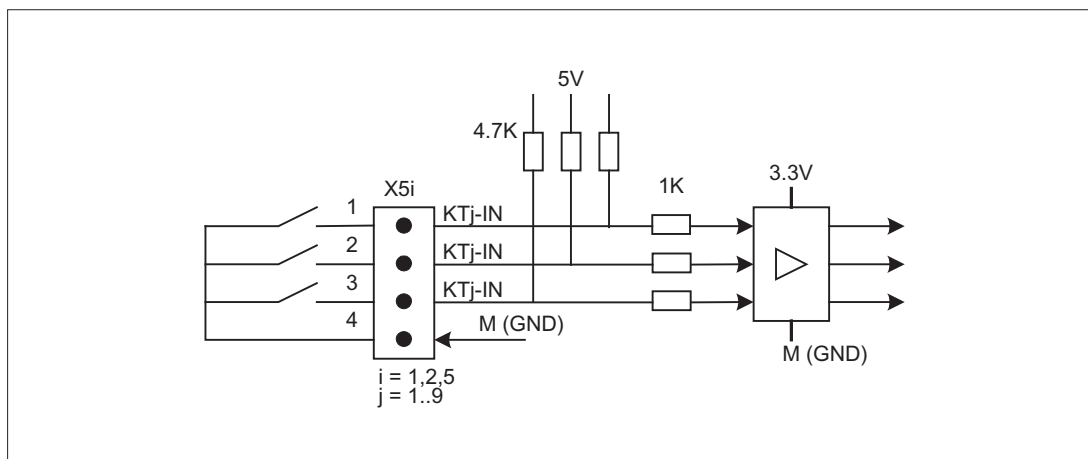 5V
4.7K
3.3V
X5i
1K
1
KTj-IN
2
KTj-IN
3
KTj-IN
4
M (GND)
M (GND)
i = 1,2,5
j = 1..9